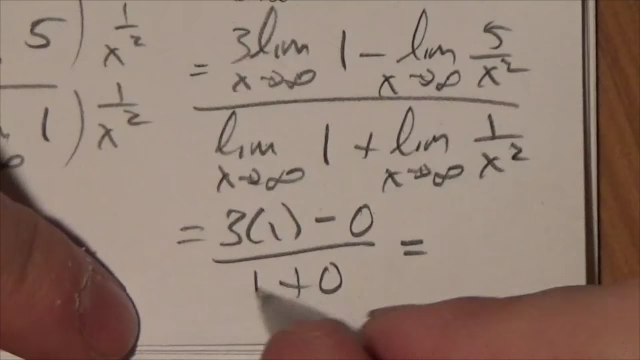 5 ) 1/x²
1 ) 1/x²
= (3 lim x→∞ 1 − lim x→∞ 5/x²) / (lim x→∞ 1 + lim x→∞ 1/x²)
= (3(1) − 0) / (1 + 0) =